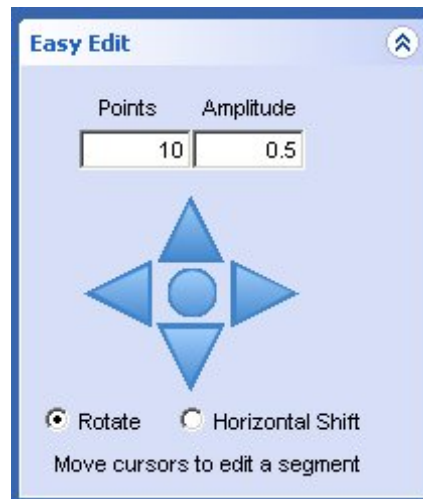 Easy Edit
Points Amplitude
10 0.5
Rotate Horizontal Shift
Move cursors to edit a segment